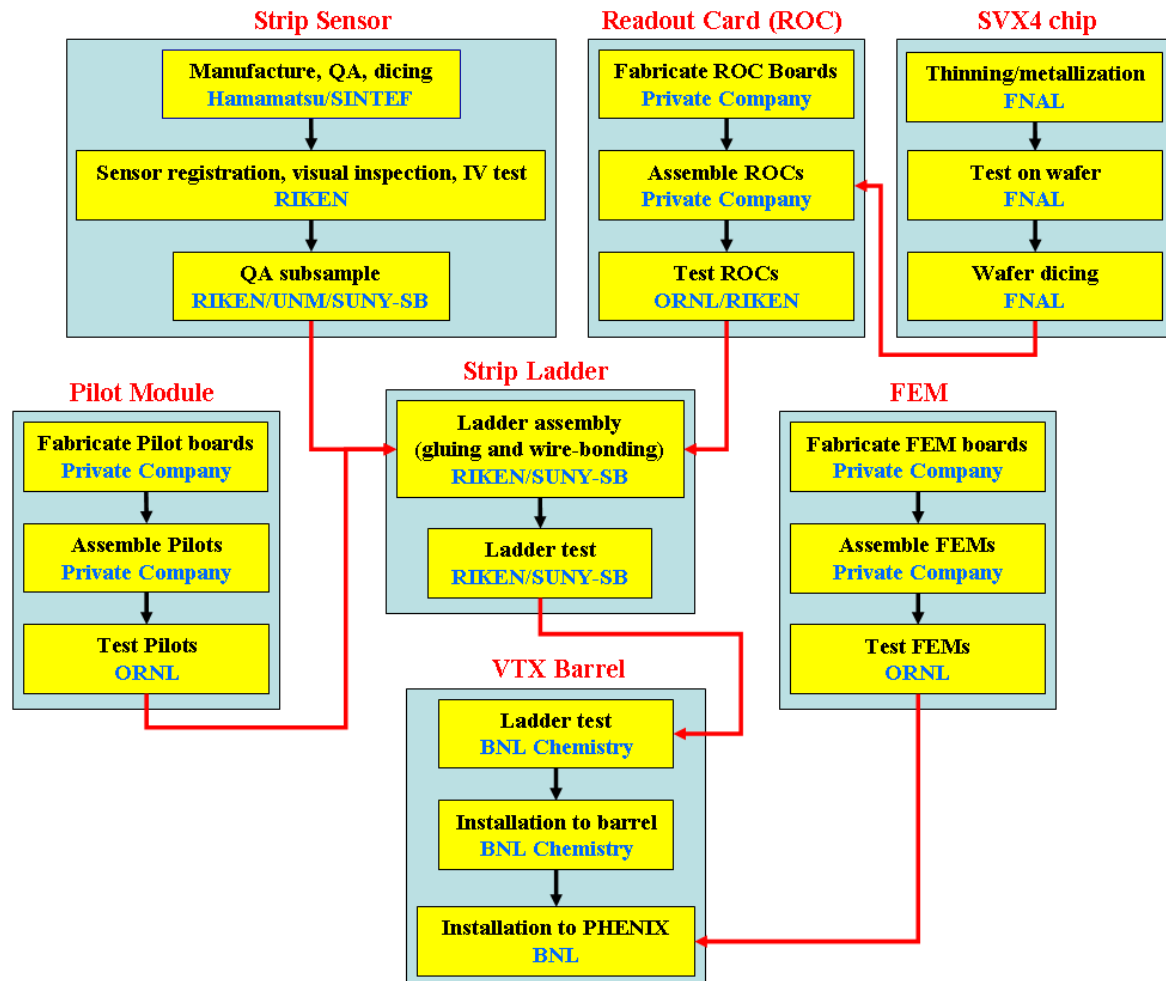 Strip Sensor
Manufacture, QA, dicing
Hamamatsu/SINTEF
Sensor registration, visual inspection, IV test
RIKEN
QA subsample
RIKEN/UNM/SUNY-SB
Readout Card (ROC)
Fabricate ROC Boards
Private Company
Assemble ROCs
Private Company
Test ROCs
ORNL/RIKEN
SVX4 chip
Thinning/metallization
FNAL
Test on wafer
FNAL
Wafer dicing
FNAL
Pilot Module
Fabricate Pilot boards
Private Company
Assemble Pilots
Private Company
Test Pilots
ORNL
Strip Ladder
Ladder assembly
(gluing and wire-bonding)
RIKEN/SUNY-SB
Ladder test
RIKEN/SUNY-SB
FEM
Fabricate FEM boards
Private Company
Assemble FEMs
Private Company
Test FEMs
ORNL
VTX Barrel
Ladder test
BNL Chemistry
Installation to barrel
BNL Chemistry
Installation to PHENIX
BNL